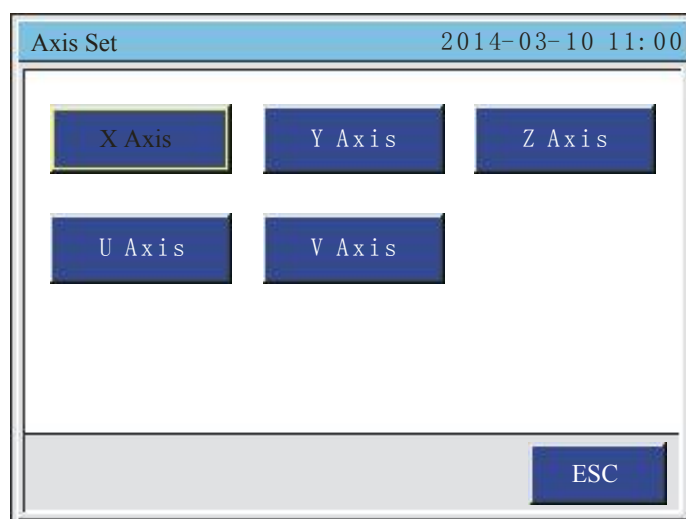 Axis Set 2014-03-10 11:00
X Axis Y Axis Z Axis
U Axis V Axis
ESC